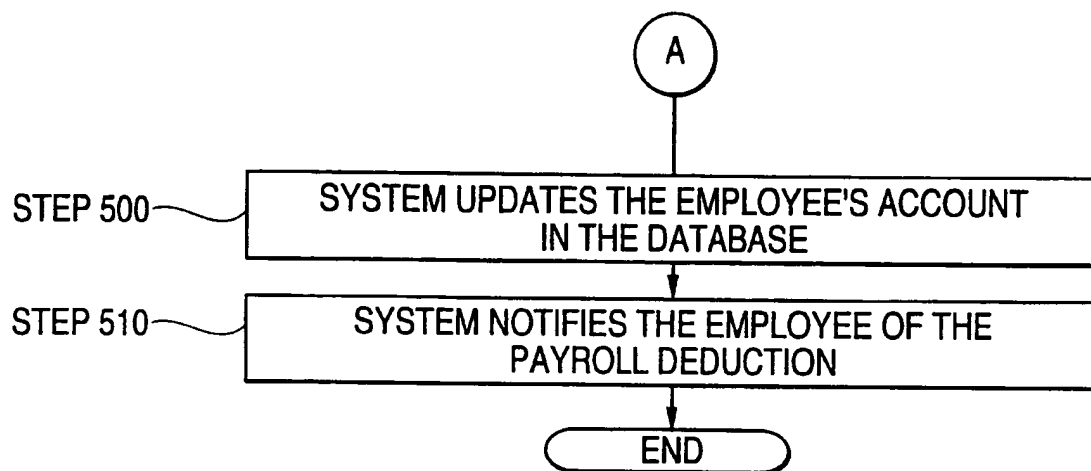 A
STEP 500
SYSTEM UPDATES THE EMPLOYEE'S ACCOUNT
IN THE DATABASE
STEP 510
SYSTEM NOTIFIES THE EMPLOYEE OF THE
PAYROLL DEDUCTION
END